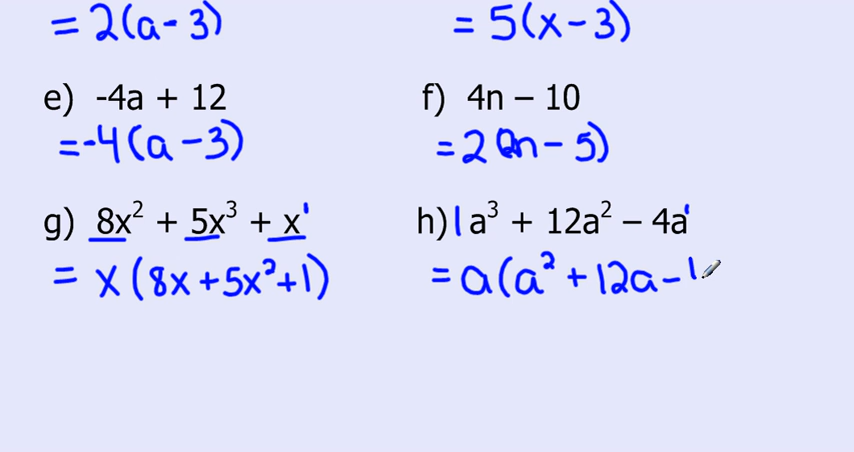 = 2(a - 3)
= 5(x - 3)
e) -4a + 12
f) 4n – 10
= -4(a - 3)
= 2(2n - 5)
g) 8x² + 5x³ + x¹
h) 1a³ + 12a² – 4a¹
= x(8x + 5x² + 1)
= a(a² + 12a -